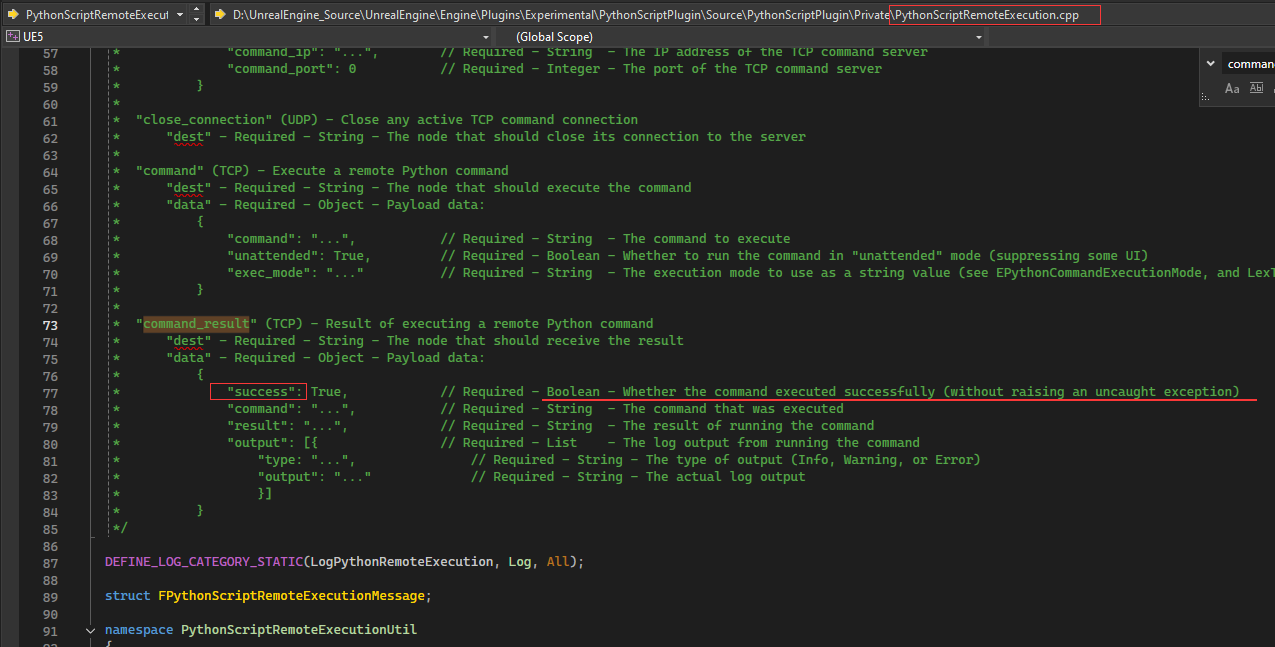 PythonScriptRemoteExecut
D:\UnrealEngine_Source\UnrealEngine\Engine\Plugins\Experimental\PythonScriptPlugin\Source\PythonScriptPlugin\Private\PythonScriptRemoteExecution.cpp
UE5
(Global Scope)
comman
Aa Ab
57 * "command_ip": "...", // Required - String - The IP address of the TCP command server
58 * "command_port": 0 // Required - Integer - The port of the TCP command server
59 * }
60 *
61 * "close_connection" (UDP) - Close any active TCP command connection
62 * "dest" - Required - String - The node that should close its connection to the server
63 *
64 * "command" (TCP) - Execute a remote Python command
65 * "dest" - Required - String - The node that should execute the command
66 * "data" - Required - Object - Payload data:
67 * {
68 * "command": "...", // Required - String - The command to execute
69 * "unattended": True, // Required - Boolean - Whether to run the command in "unattended" mode (suppressing some UI)
70 * "exec_mode": "..." // Required - String - The execution mode to use as a string value (see EPythonCommandExecutionMode, and LexT
71 * }
72 *
73 * "command_result" (TCP) - Result of executing a remote Python command
74 * "dest" - Required - String - The node that should receive the result
75 * "data" - Required - Object - Payload data:
76 * {
77 * "success": True, // Required - Boolean - Whether the command executed successfully (without raising an uncaught exception)
78 * "command": "...", // Required - String - The command that was executed
79 * "result": "...", // Required - String - The result of running the command
80 * "output": [{ // Required - List - The log output from running the command
81 * "type: "...", // Required - String - The type of output (Info, Warning, or Error)
82 * "output": "..." // Required - String - The actual log output
83 * }]
84 * }
85 */
86
87 DEFINE_LOG_CATEGORY_STATIC(LogPythonRemoteExecution, Log, All);
88
89 struct FPythonScriptRemoteExecutionMessage;
90
91 namespace PythonScriptRemoteExecutionUtil
92 {